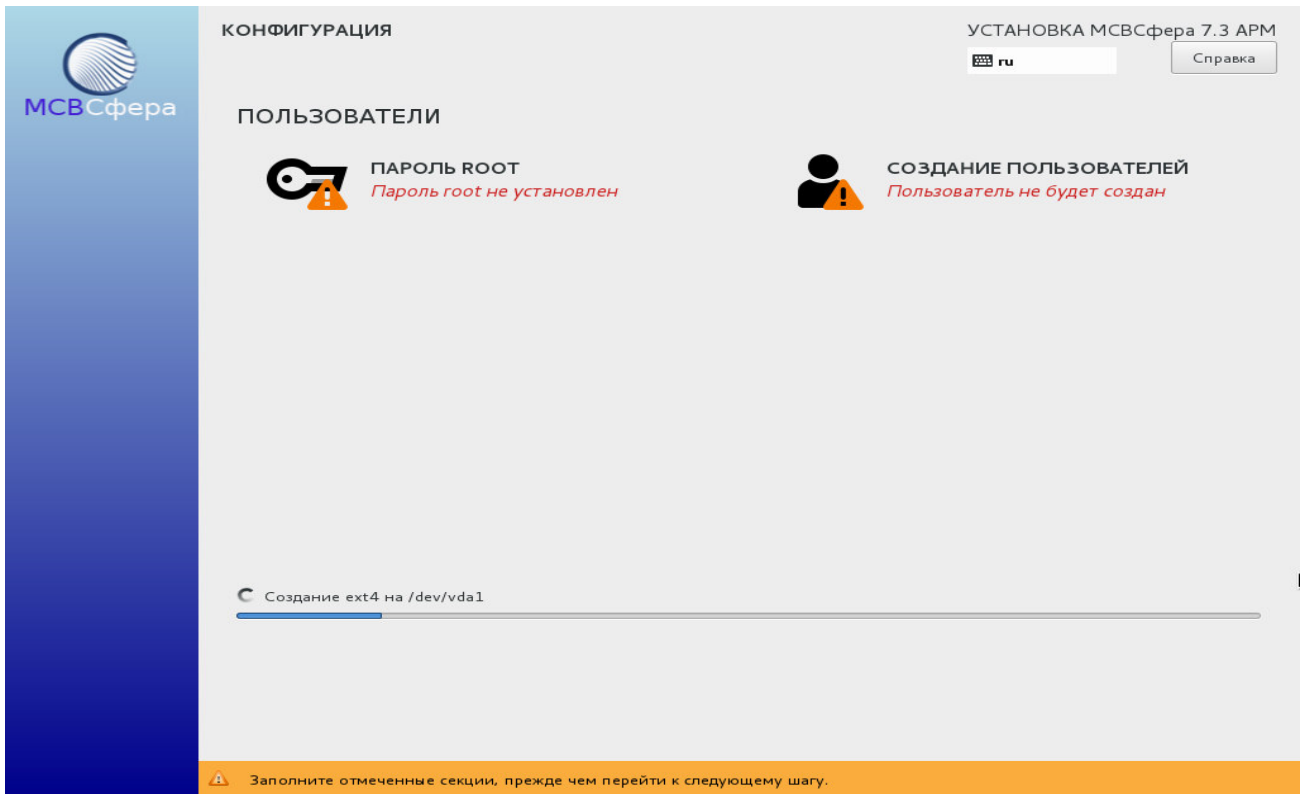 КОНФИГУРАЦИЯ
УСТАНОВКА МСВСфера 7.3 АРМ
ru
Справка
МСВСфера
ПОЛЬЗОВАТЕЛИ
ПАРОЛЬ ROOT
Пароль root не установлен
СОЗДАНИЕ ПОЛЬЗОВАТЕЛЕЙ
Пользователь не будет создан
Создание ext4 на /dev/vda1
Заполните отмеченные секции, прежде чем перейти к следующему шагу.